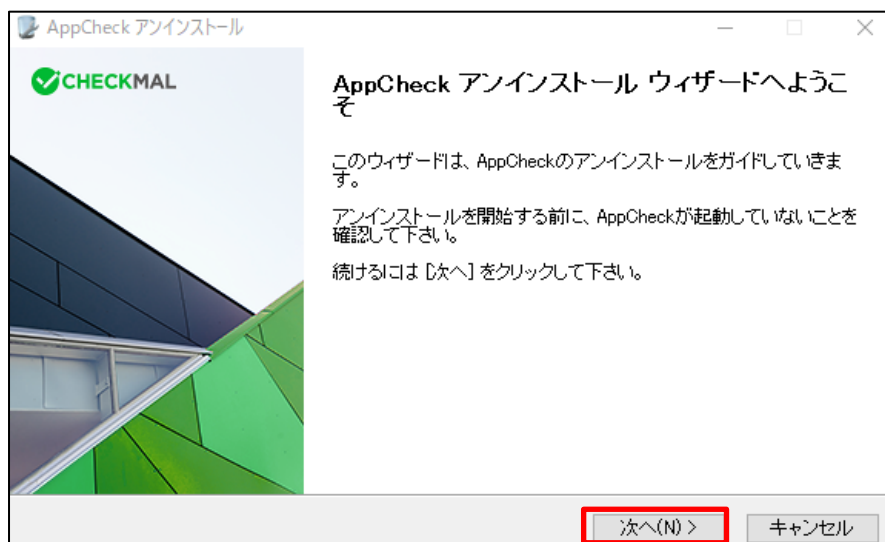 AppCheck アンインストール
CHECKMAL
AppCheck アンインストール ウィザードへようこ
そ
このウィザードは、AppCheckのアンインストールをガイドしていきま
す。
アンインストールを開始する前に、AppCheckが起動していないことを
確認して下さい。
続けるには [次へ] をクリックして下さい。
次へ(N) >
キャンセル